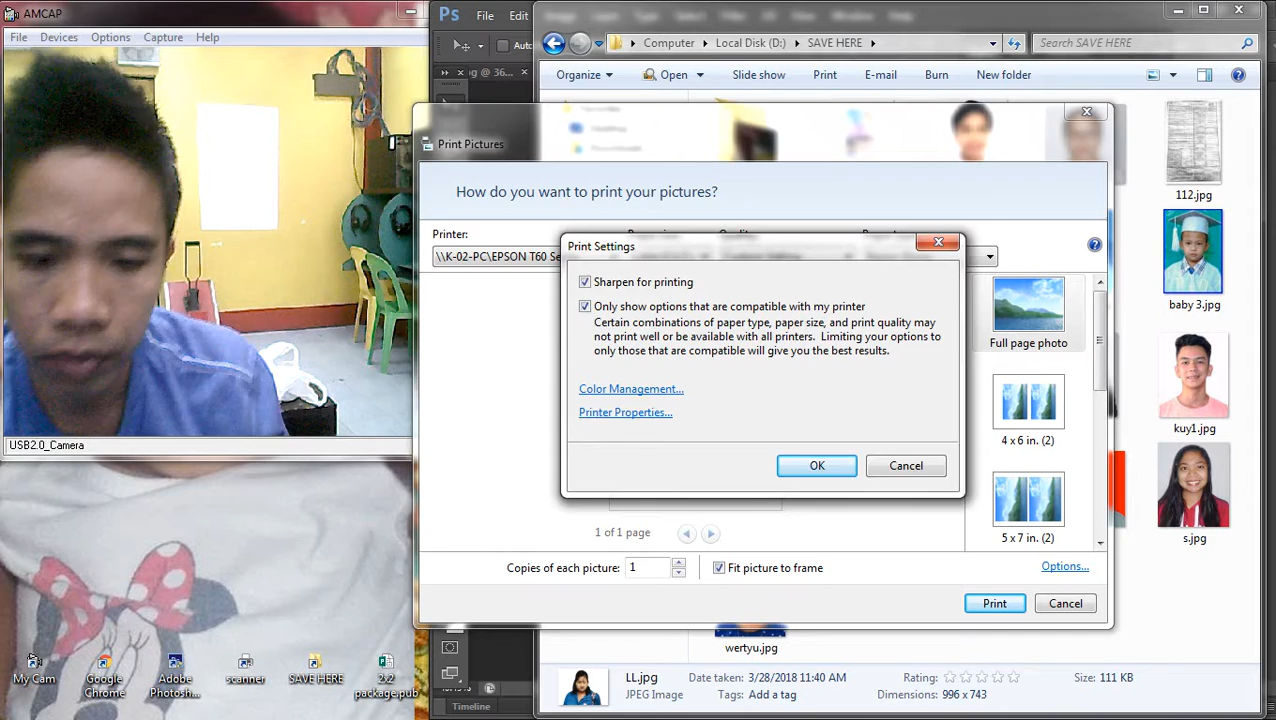 AMCAP
File Devices Options Capture Help
USB2.0_Camera
My Cam
Google
Chrome
Adobe
Photosh...
scanner
SAVE HERE
2x2
package.pub
Ps File Edit
Auto
ng @ 36...
Timeline
Computer Local Disk (D:) SAVE HERE
Search SAVE HERE
Organize Open Slide show Print E-mail Burn New folder
112.jpg
baby 3.jpg
kuy1.jpg
s.jpg
wertyu.jpg
LL.jpg Date taken: 3/28/2018 11:40 AM Rating: Size: 111 KB
JPEG Image Tags: Add a tag Dimensions: 996 x 743
Print Pictures
How do you want to print your pictures?
Printer:
\\K-02-PC\EPSON T60 Se
Full page photo
4 x 6 in. (2)
5 x 7 in. (2)
1 of 1 page
Copies of each picture: 1 Fit picture to frame Options...
Print Cancel
Print Settings
Sharpen for printing
Only show options that are compatible with my printer
Certain combinations of paper type, paper size, and print quality may
not print well or be available with all printers. Limiting your options to
only those that are compatible will give you the best results.
Color Management...
Printer Properties...
OK Cancel